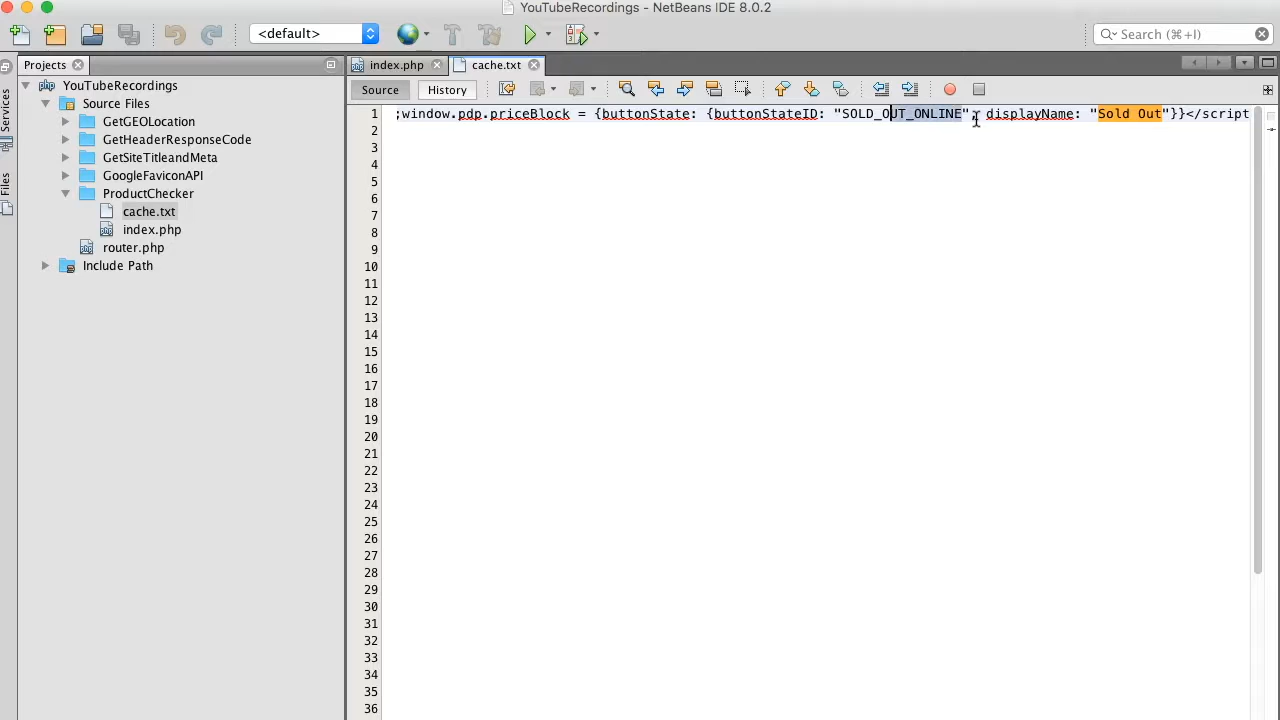 YouTubeRecordings - NetBeans IDE 8.0.2
<default>
Search (⌘+I)
Projects
index.php
cache.txt
Services
Files
YouTubeRecordings
Source Files
GetGEOLocation
GetHeaderResponseCode
GetSiteTitleandMeta
GoogleFaviconAPI
ProductChecker
cache.txt
index.php
router.php
Include Path
Source
History
1 ;window.pdp.priceBlock = {buttonState: {buttonStateID: "SOLD_OUT_ONLINE", displayName: "Sold Out"}}</script
2
3
4
5
6
7
8
9
10
11
12
13
14
15
16
17
18
19
20
21
22
23
24
25
26
27
28
29
30
31
32
33
34
35
36